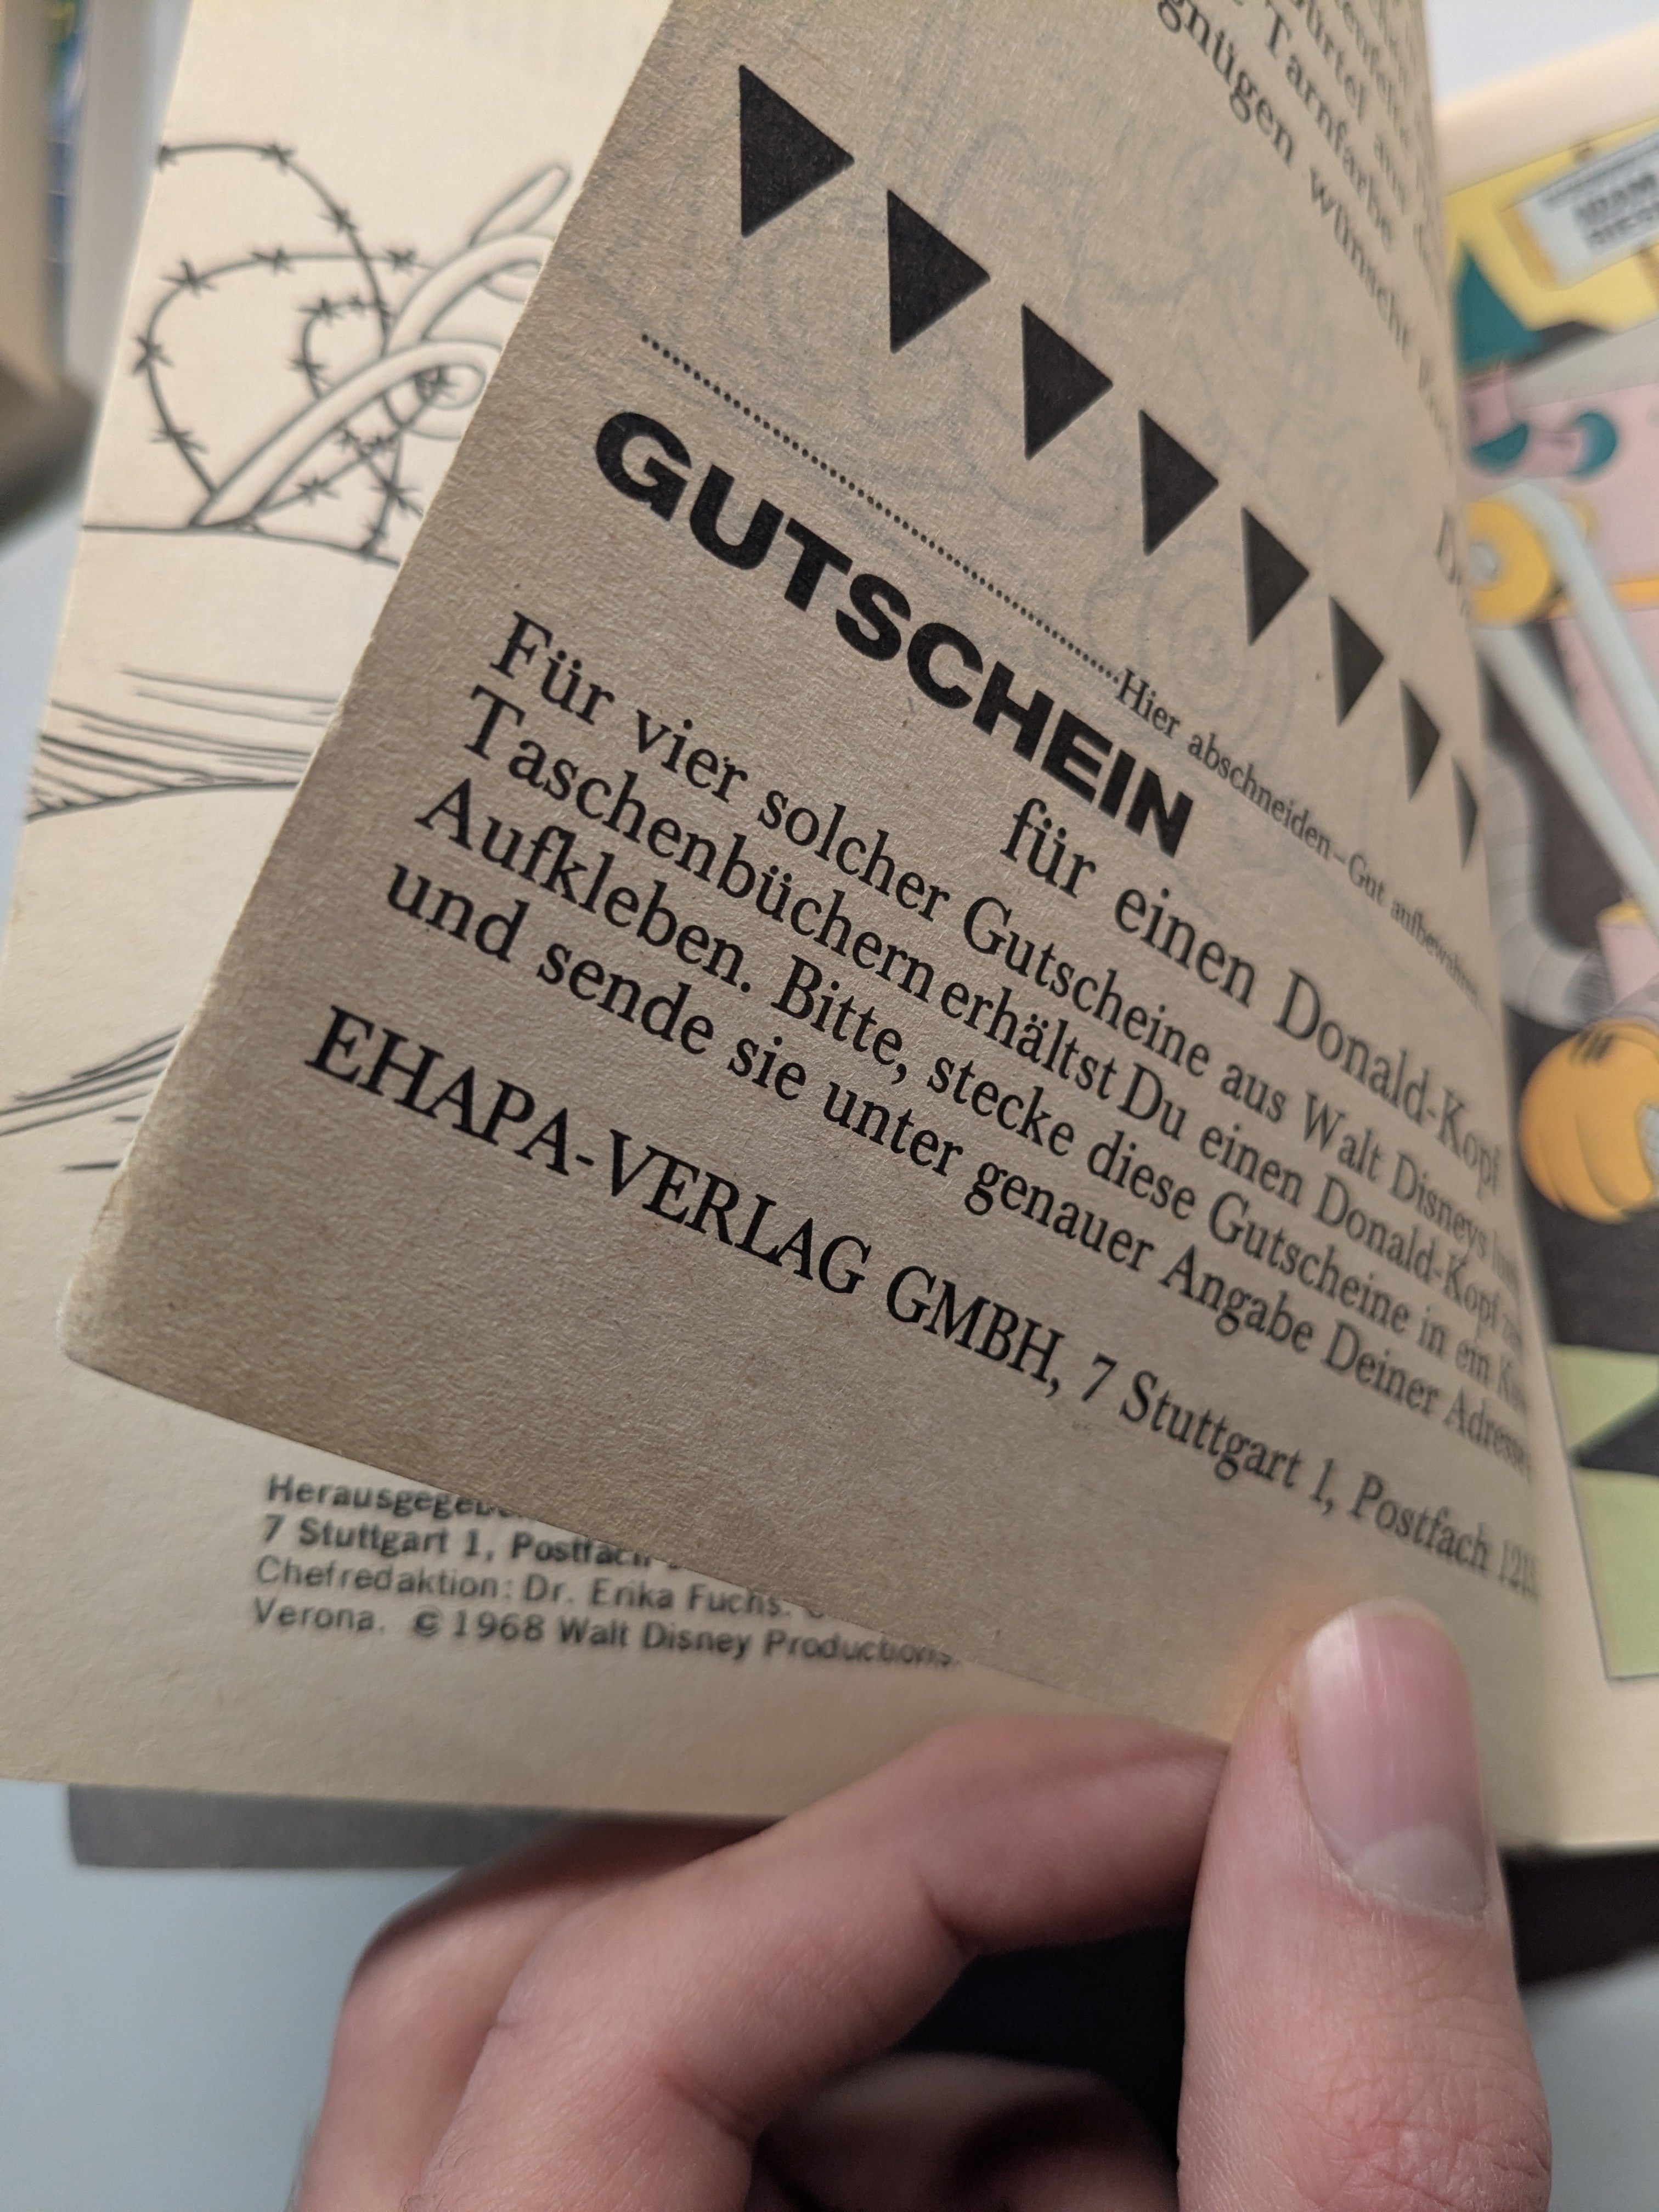 Tarnfarbe
gnügen wünscht
Hier abschneiden – Gut aufbewahren
GUTSCHEIN
für einen Donald-Kopf
Für vier solcher Gutscheine aus Walt Disneys
Taschenbüchern erhältst Du einen Donald-Kopf
Aufkleben. Bitte, stecke diese Gutscheine in ein
und sende sie unter genauer Angabe Deiner Adresse
EHAPA-VERLAG GMBH, 7 Stuttgart 1, Postfach
7 Stuttgart 1, Postfach
Chefredaktion: Dr. Erika Fuchs.
Verona. © 1968 Walt Disney Productions.